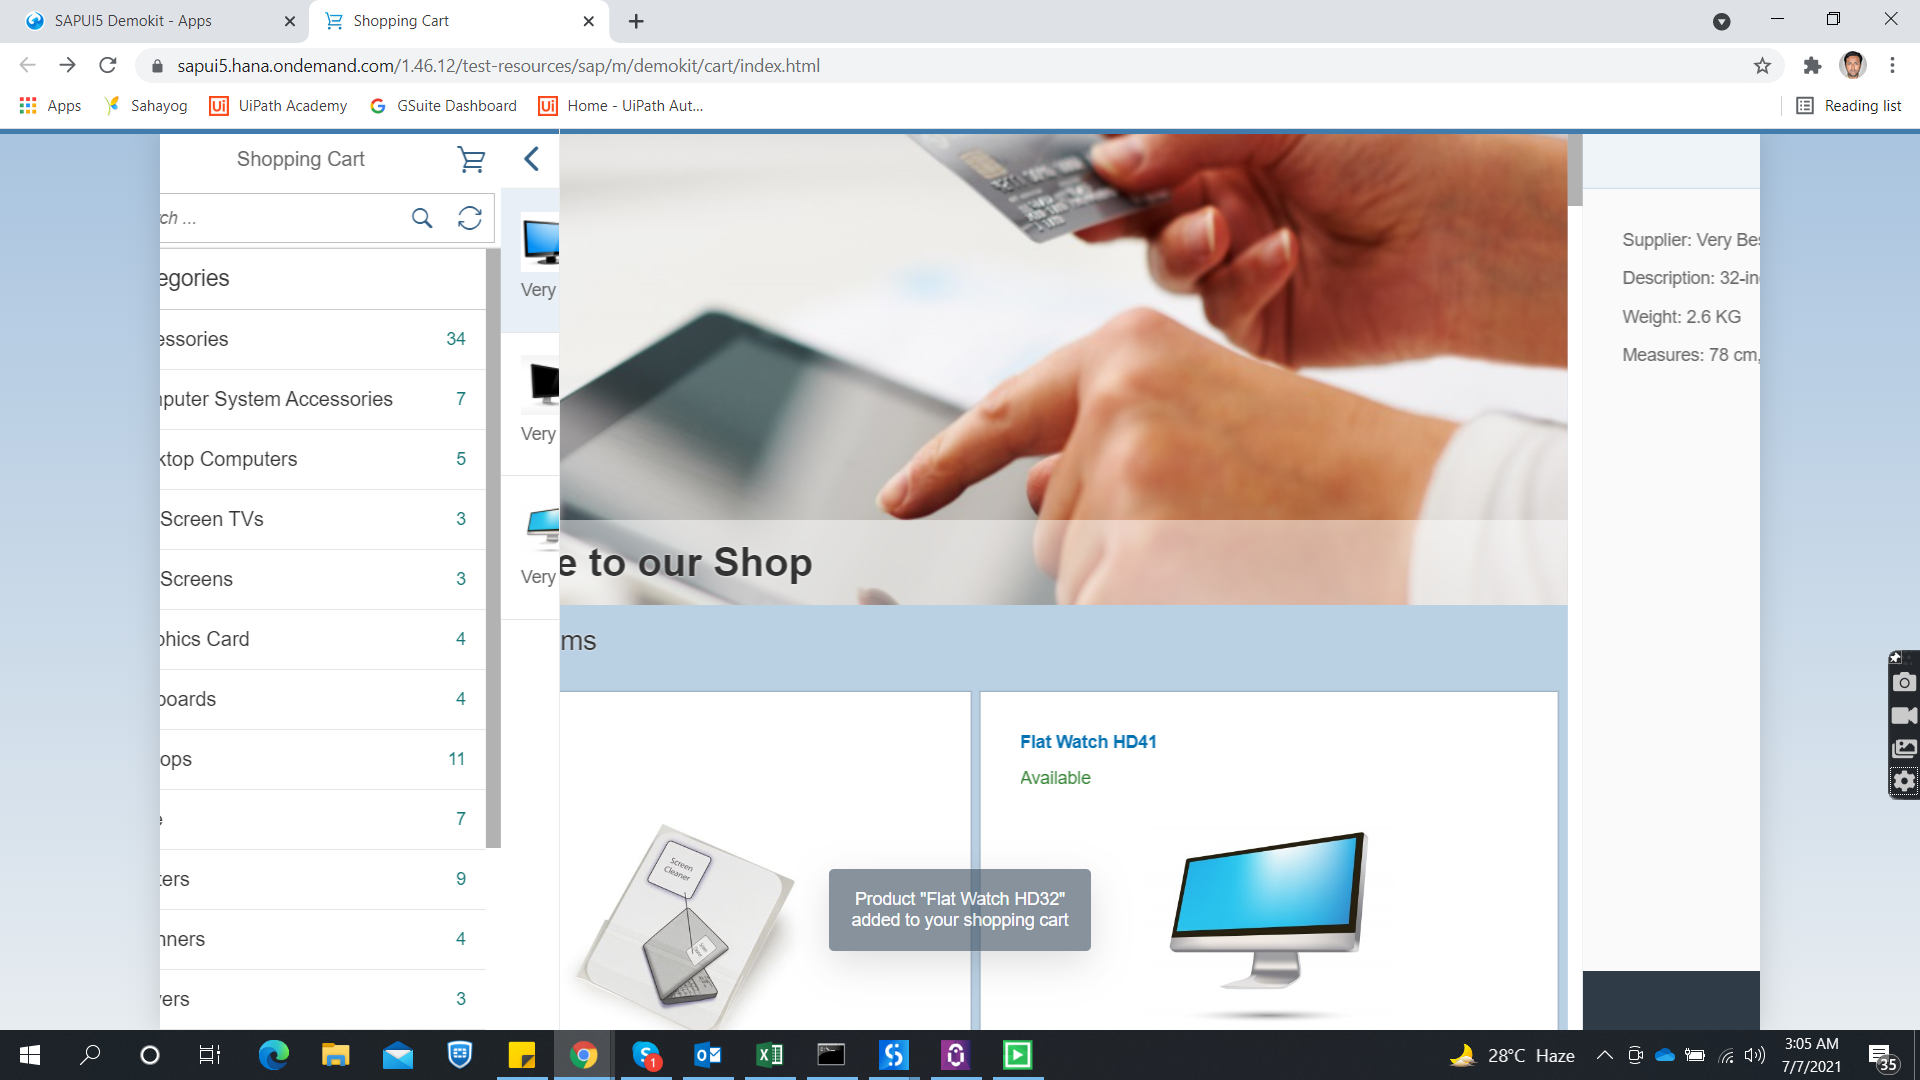 SAPUI5 Demokit - Apps
Shopping Cart
sapui5.hana.ondemand.com/1.46.12/test-resources/sap/m/demokit/cart/index.html
Apps
Sahayog
UiPath Academy
GSuite Dashboard
Home - UiPath Aut...
Reading list
Shopping Cart
ch ...
egories
essories 34
puter System Accessories 7
ktop Computers 5
Screen TVs 3
Screens 3
phics Card 4
boards 4
ops 11
e 7
ters 9
nners 4
vers 3
Very
Very
Very
e to our Shop
ms
Screen
Cleaner
Flat Watch HD41
Available
Product "Flat Watch HD32"
added to your shopping cart
Supplier: Very Be
Description: 32-in
Weight: 2.6 KG
Measures: 78 cm,
1
28°C Haze
3:05 AM
7/7/2021
35